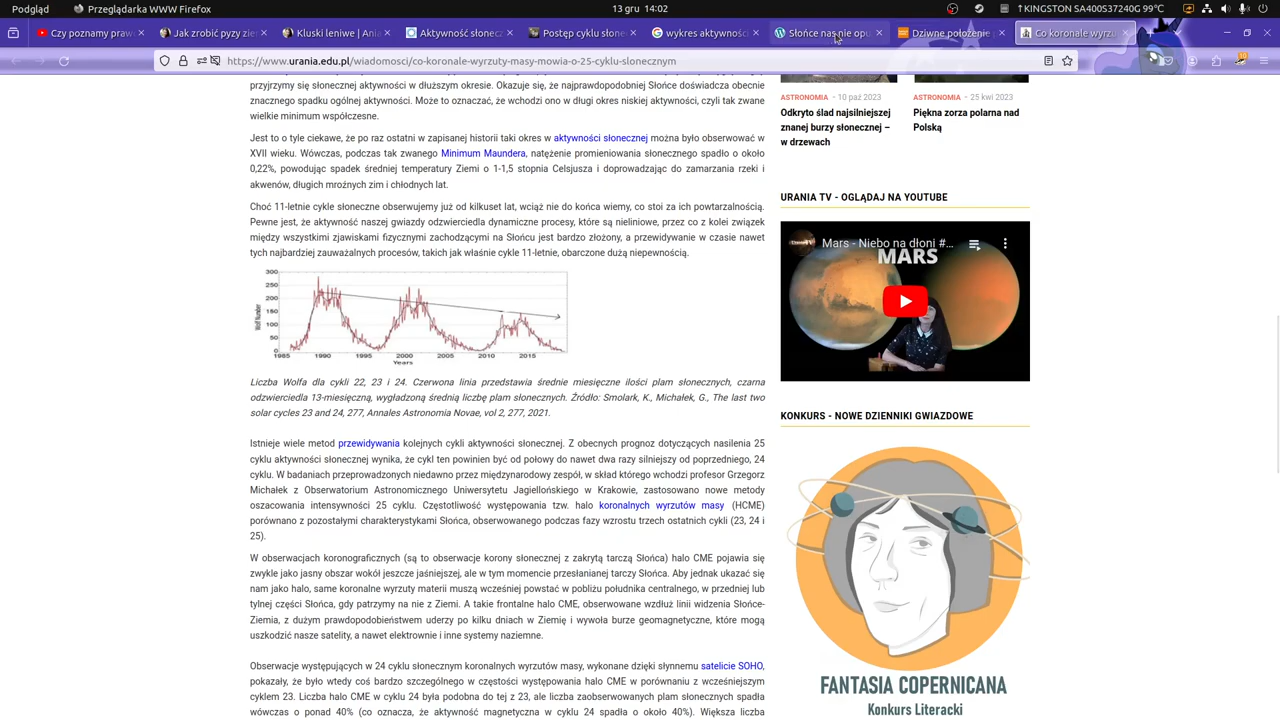 Podgląd WWW Firefox
13 gru 14:02
KINGSTON SA400S37240G 99℃
Czy poznamy praw
Jak zrobić pyzy zie
Kluski leniwe | Ania
Aktywność słonec
Postęp cyklu słone
wykres aktywności
Słońce nas nie opu
Dziwne położenie
Co koronalne wyrzu
https://www.urania.edu.pl/wiadomosci/co-koronalne-wyrzuty-masy-mowia-o-25-cyklu-slonecznym
przyjrzymy się słonecznej aktywności w dłuższym okresie. Okazuje się, że najprawdopodobniej Słońce doświadcza obecnie
znacznego spadku ogólnej aktywności. Może to oznaczać, że wchodzi ono w długi okres niskiej aktywności, czyli tak zwane
wielkie minimum współczesne.
Jest to o tyle ciekawe, że po raz ostatni w zapisanej historii taki okres w aktywności słonecznej można było obserwować w
XVII wieku. Wówczas, podczas tak zwanego Minimum Maundera, natężenie promieniowania słonecznego spadło o około
0,22%, powodując spadek średniej temperatury Ziemi o 1-1,5 stopnia Celsjusza i doprowadzając do zamarzania rzeki i
akwenów, długich mroźnych zim i chłodnych lat.
Choć 11-letnie cykle słoneczne obserwujemy już od kilkuset lat, wciąż nie do końca wiemy, co stoi za ich powtarzalnością.
Pewne jest, że aktywność naszej gwiazdy odzwierciedla dynamiczne procesy, które są nieliniowe, przez co z kolei związek
między wszystkimi zjawiskami fizycznymi zachodzącymi na Słońcu jest bardzo złożony, a przewidywanie w czasie nawet
tych najbardziej zauważalnych procesów, takich jak właśnie cykle 11-letnie, obarczone dużą niepewnością.
300
250
200
150
100
50
0
Wolf Number
1985 1990 1995 2000 2005 2010 2015
Years
Liczba Wolfa dla cykli 22, 23 i 24. Czerwona linia przedstawia średnie miesięczne ilości plam słonecznych, czarna
odzwierciedla 13-miesięczną, wygładzoną średnią liczbę plam słonecznych. Źródło: Smolark, K., Michałek, G., The last two
solar cycles 23 and 24, 277, Annales Astronomia Novae, vol 2, 277, 2021.
Istnieje wiele metod przewidywania kolejnych cykli aktywności słonecznej. Z obecnych prognoz dotyczących nasilenia 25
cyklu aktywności słonecznej wynika, że cykl ten powinien być od połowy do nawet dwa razy silniejszy od poprzedniego, 24
cyklu. W badaniach przeprowadzonych niedawno przez międzynarodowy zespół, w skład którego wchodzi profesor Grzegorz
Michałek z Obserwatorium Astronomicznego Uniwersytetu Jagiellońskiego w Krakowie, zastosowano nowe metody
oszacowania intensywności 25 cyklu. Częstotliwość występowania tzw. halo koronalnych wyrzutów masy (HCME)
porównano z pozostałymi charakterystykami Słońca, obserwowanego podczas fazy wzrostu trzech ostatnich cykli (23, 24 i
25).
W obserwacjach koronograficznych (są to obserwacje korony słonecznej z zakrytą tarczą Słońca) halo CME pojawia się
zwykle jako jasny obszar wokół jeszcze jaśniejszej, ale w tym momencie przesłanianej tarczy Słońca. Aby jednak ukazać się
nam jako halo, same koronalne wyrzuty materii muszą wcześniej powstać w pobliżu południka centralnego, w przedniej lub
tylnej części Słońca, gdy patrzymy na nie z Ziemi. A takie frontalne halo CME, obserwowane wzdłuż linii widzenia Słońce-
Ziemia, z dużym prawdopodobieństwem uderzy po kilku dniach w Ziemię i wywoła burze geomagnetyczne, które mogą
uszkodzić nasze satelity, a nawet elektrownie i inne systemy naziemne.
Obserwacje występujących w 24 cyklu słonecznym koronalnych wyrzutów masy, wykonane dzięki słynnemu satelicie SOHO,
pokazały, że było wtedy coś bardzo szczególnego w częstości występowania halo CME w porównaniu z wcześniejszym
cyklem 23. Liczba halo CME w cyklu 24 była podobna do tej z 23, ale liczba zaobserwowanych plam słonecznych spadła
wówczas o ponad 40% (co oznacza, że aktywność magnetyczna w cyklu 24 spadła o około 40%). Większa liczba
ASTRONOMIA - 10 paź 2023
Odkryto ślad najsilniejszej
znanej burzy słonecznej –
w drzewach
ASTRONOMIA - 25 kwi 2023
Piękna zorza polarna nad
Polską
URANIA TV - OGLĄDAJ NA YOUTUBE
Mars - Niebo na dłoni #...
MARS
KONKURS - NOWE DZIENNIKI GWIAZDOWE
FANTASIA COPERNICANA
Konkurs Literacki